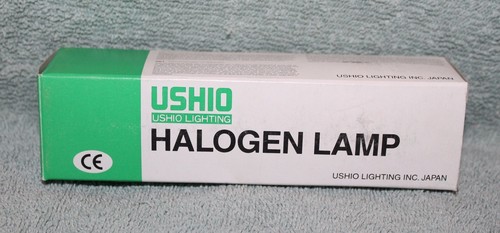 USHIO LIGHTING INC. JAPAN
USHIO
USHIO LIGHTING
HALOGEN LAMP
CE
USHIO LIGHTING INC. JAPAN